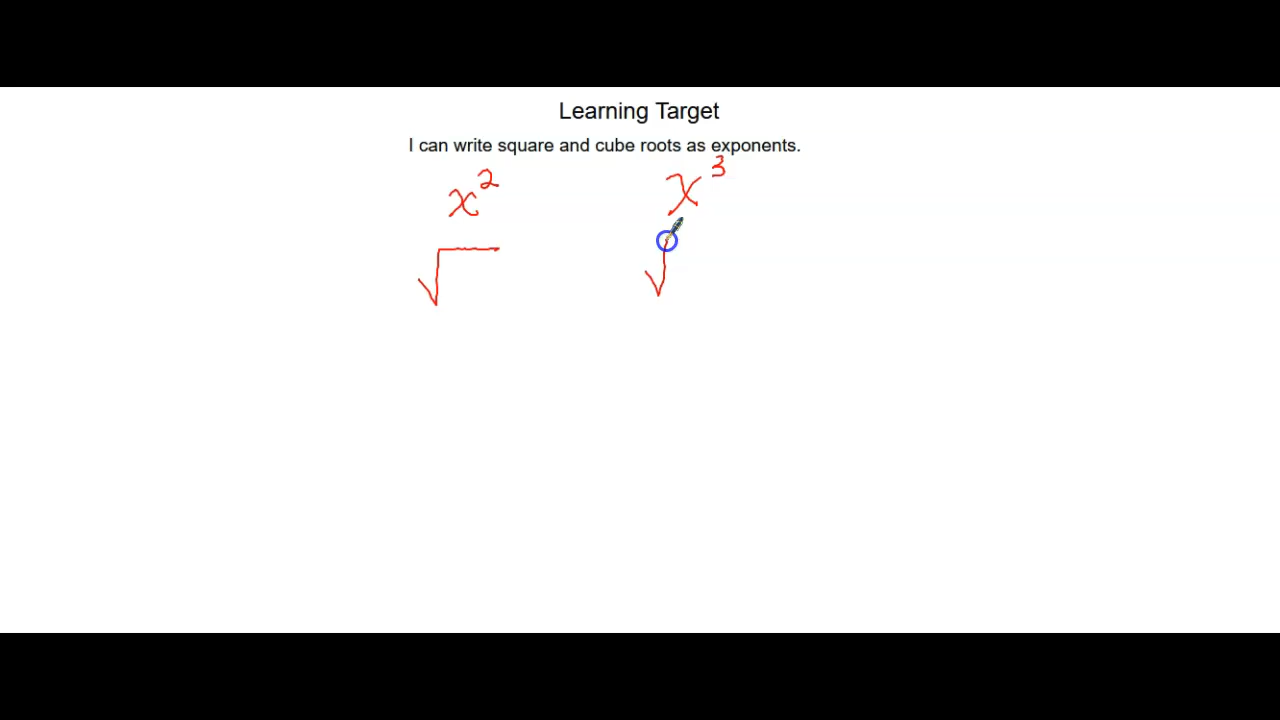 Learning Target
I can write square and cube roots as exponents.
x² x³
√ √